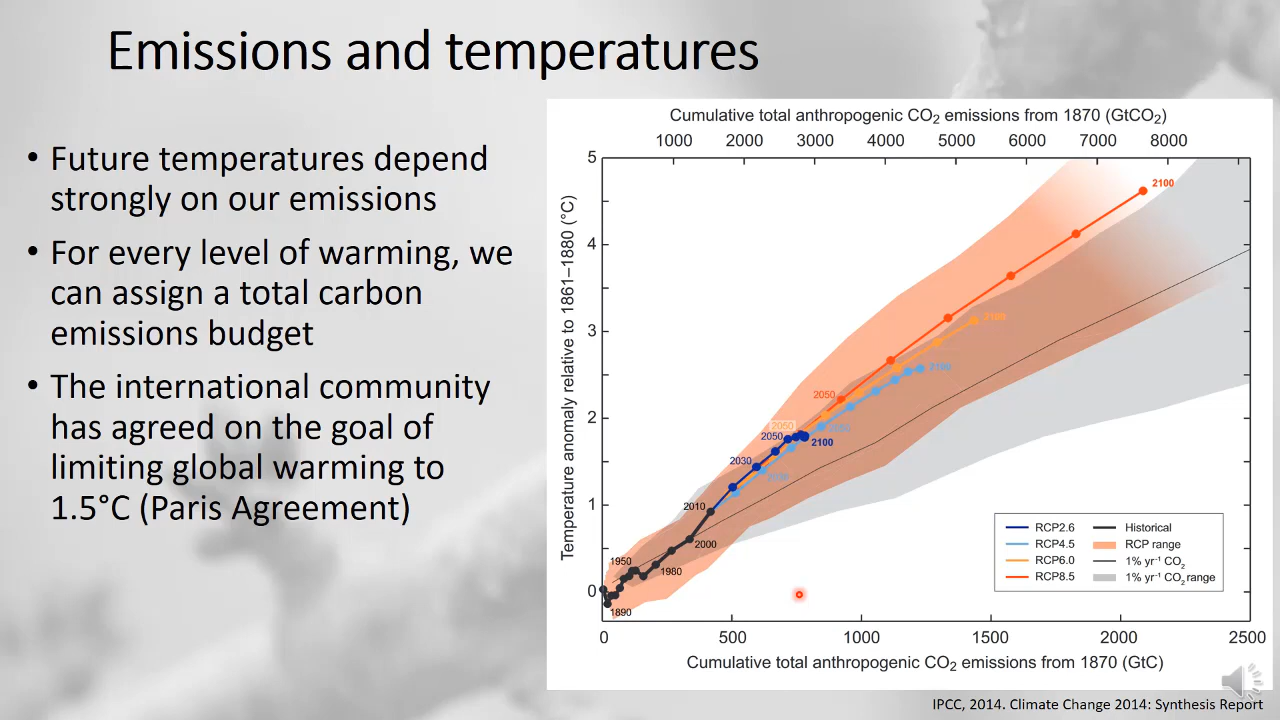 Emissions and temperatures
• Future temperatures depend
strongly on our emissions
• For every level of warming, we
can assign a total carbon
emissions budget
• The international community
has agreed on the goal of
limiting global warming to
1.5°C (Paris Agreement)
Cumulative total anthropogenic CO₂ emissions from 1870 (GtCO₂)
1000 2000 3000 4000 5000 6000 7000 8000
Temperature anomaly relative to 1861–1880 (°C)
5
4
3
2
1
0
2100
2100
2100
2050
2050
2050
2050
2100
2030
2030
2010
2000
1950
1980
1890
RCP2.6
RCP4.5
RCP6.0
RCP8.5
Historical
RCP range
1% yr⁻¹ CO₂
1% yr⁻¹ CO₂ range
0 500 1000 1500 2000 2500
Cumulative total anthropogenic CO₂ emissions from 1870 (GtC)
IPCC, 2014. Climate Change 2014: Synthesis Report